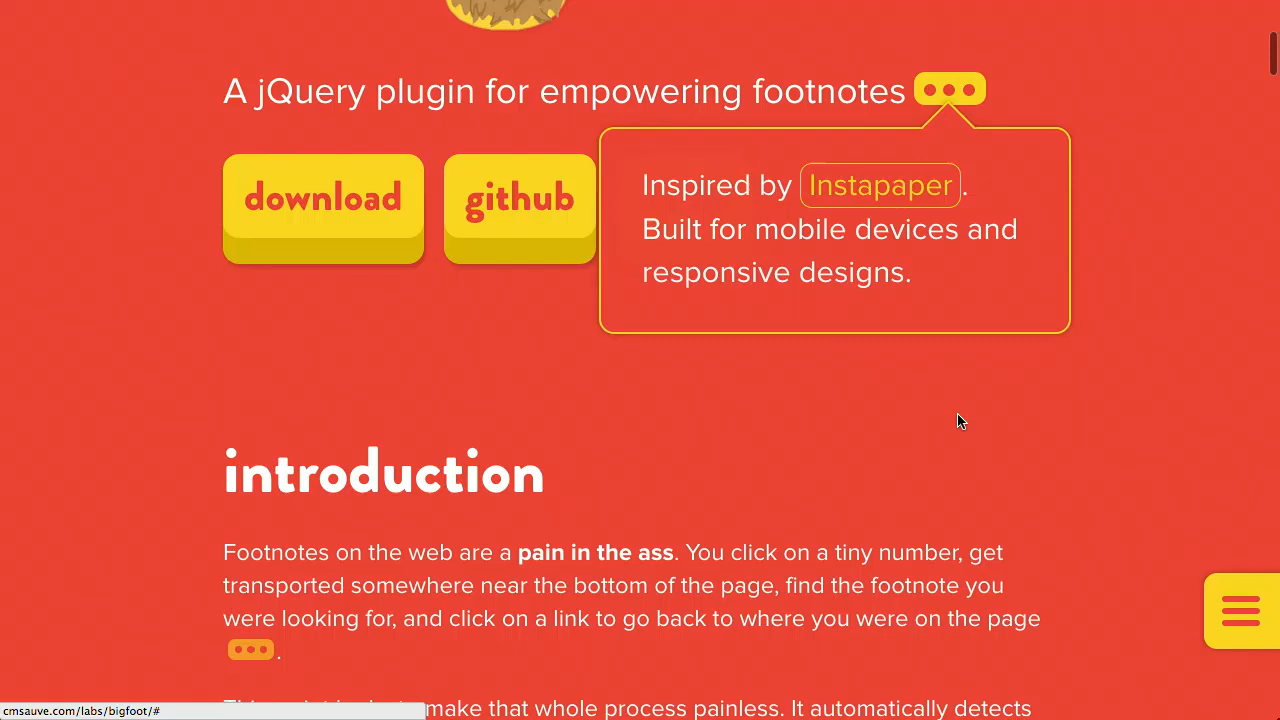 A jQuery plugin for empowering footnotes
download
github
Inspired by Instapaper.
Built for mobile devices and
responsive designs.
introduction
Footnotes on the web are a pain in the ass. You click on a tiny number, get
transported somewhere near the bottom of the page, find the footnote you
were looking for, and click on a link to go back to where you were on the page
.
make that whole process painless. It automatically detects
cmsauve.com/labs/bigfoot/#